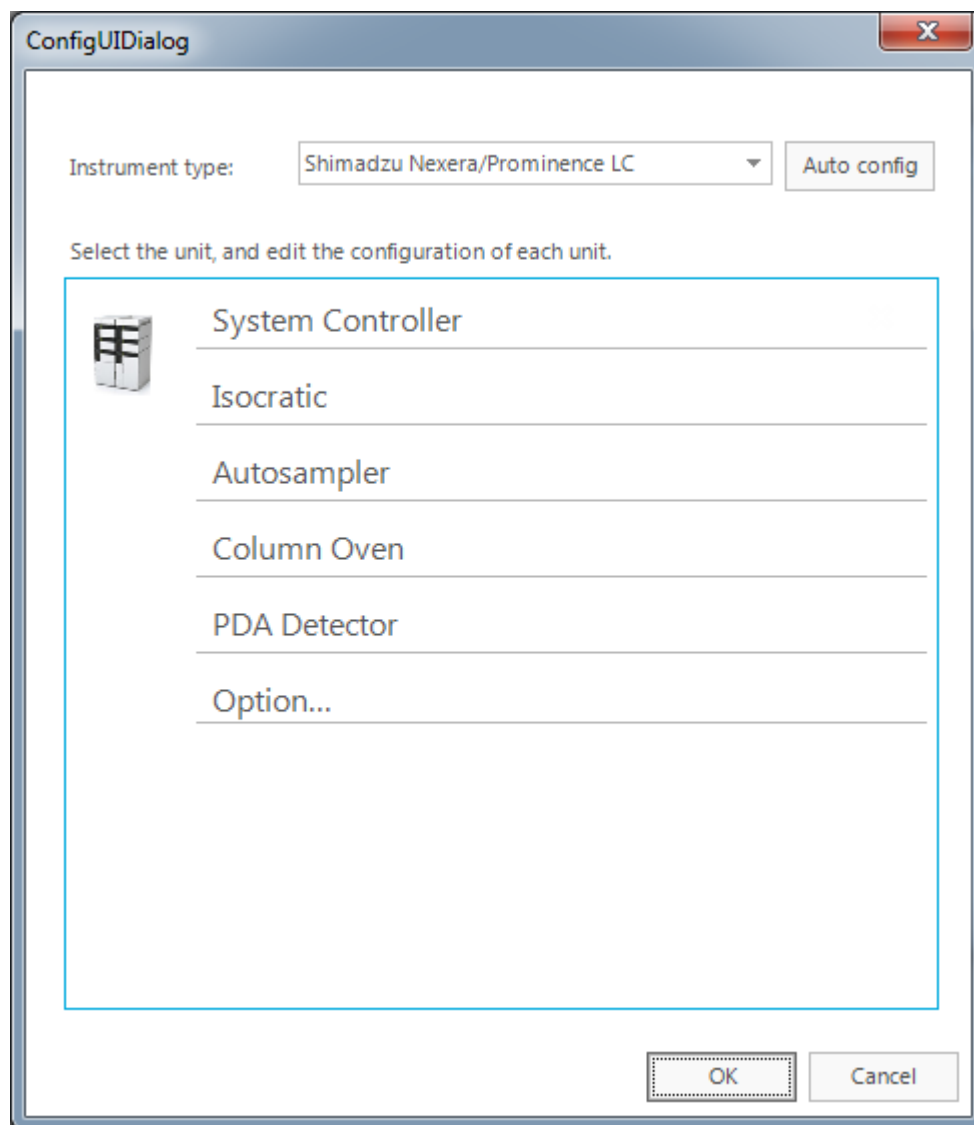 ConfigUIDialog
Instrument type: Shimadzu Nexera/Prominence LC Auto config
Select the unit, and edit the configuration of each unit.
System Controller
Isocratic
Autosampler
Column Oven
PDA Detector
Option...
OK Cancel